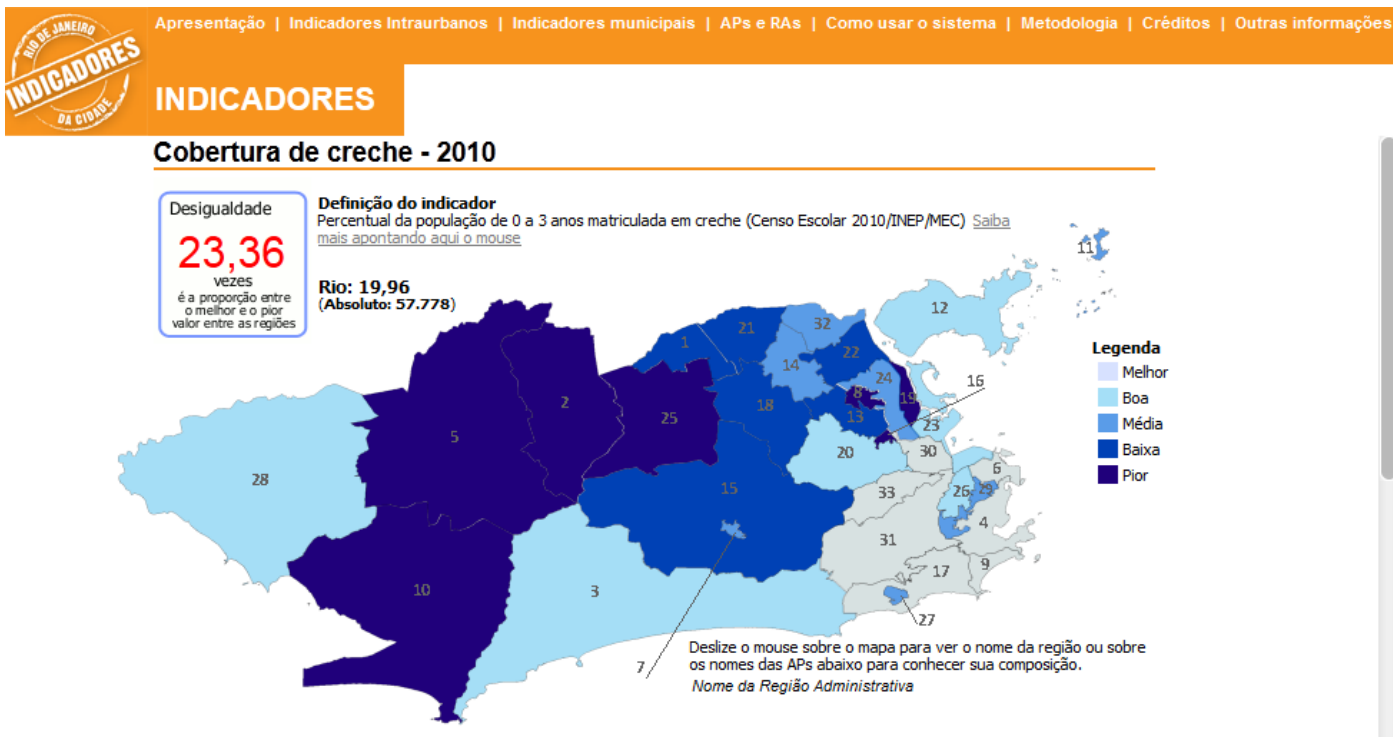 RIO DE JANEIRO
INDICADORES
DA CIDADE
Apresentação | Indicadores Intraurbanos | Indicadores municipais | APs e RAs | Como usar o sistema | Metodologia | Créditos | Outras informações
INDICADORES
Cobertura de creche - 2010
Desigualdade
23,36
vezes
é a proporção entre
o melhor e o pior
valor entre as regiões
Definição do indicador
Percentual da população de 0 a 3 anos matriculada em creche (Censo Escolar 2010/INEP/MEC) Saiba
mais apontando aqui o mouse
Rio: 19,96
(Absoluto: 57.778)
11
12
21
32
1
22
14
24
16
8
19
2
25
18
13
23
5
20
30
28
6
15
33
26
29
4
31
17
9
10
3
27
7
Legenda
Melhor
Boa
Média
Baixa
Pior
Deslize o mouse sobre o mapa para ver o nome da região ou sobre
os nomes das APs abaixo para conhecer sua composição.
Nome da Região Administrativa